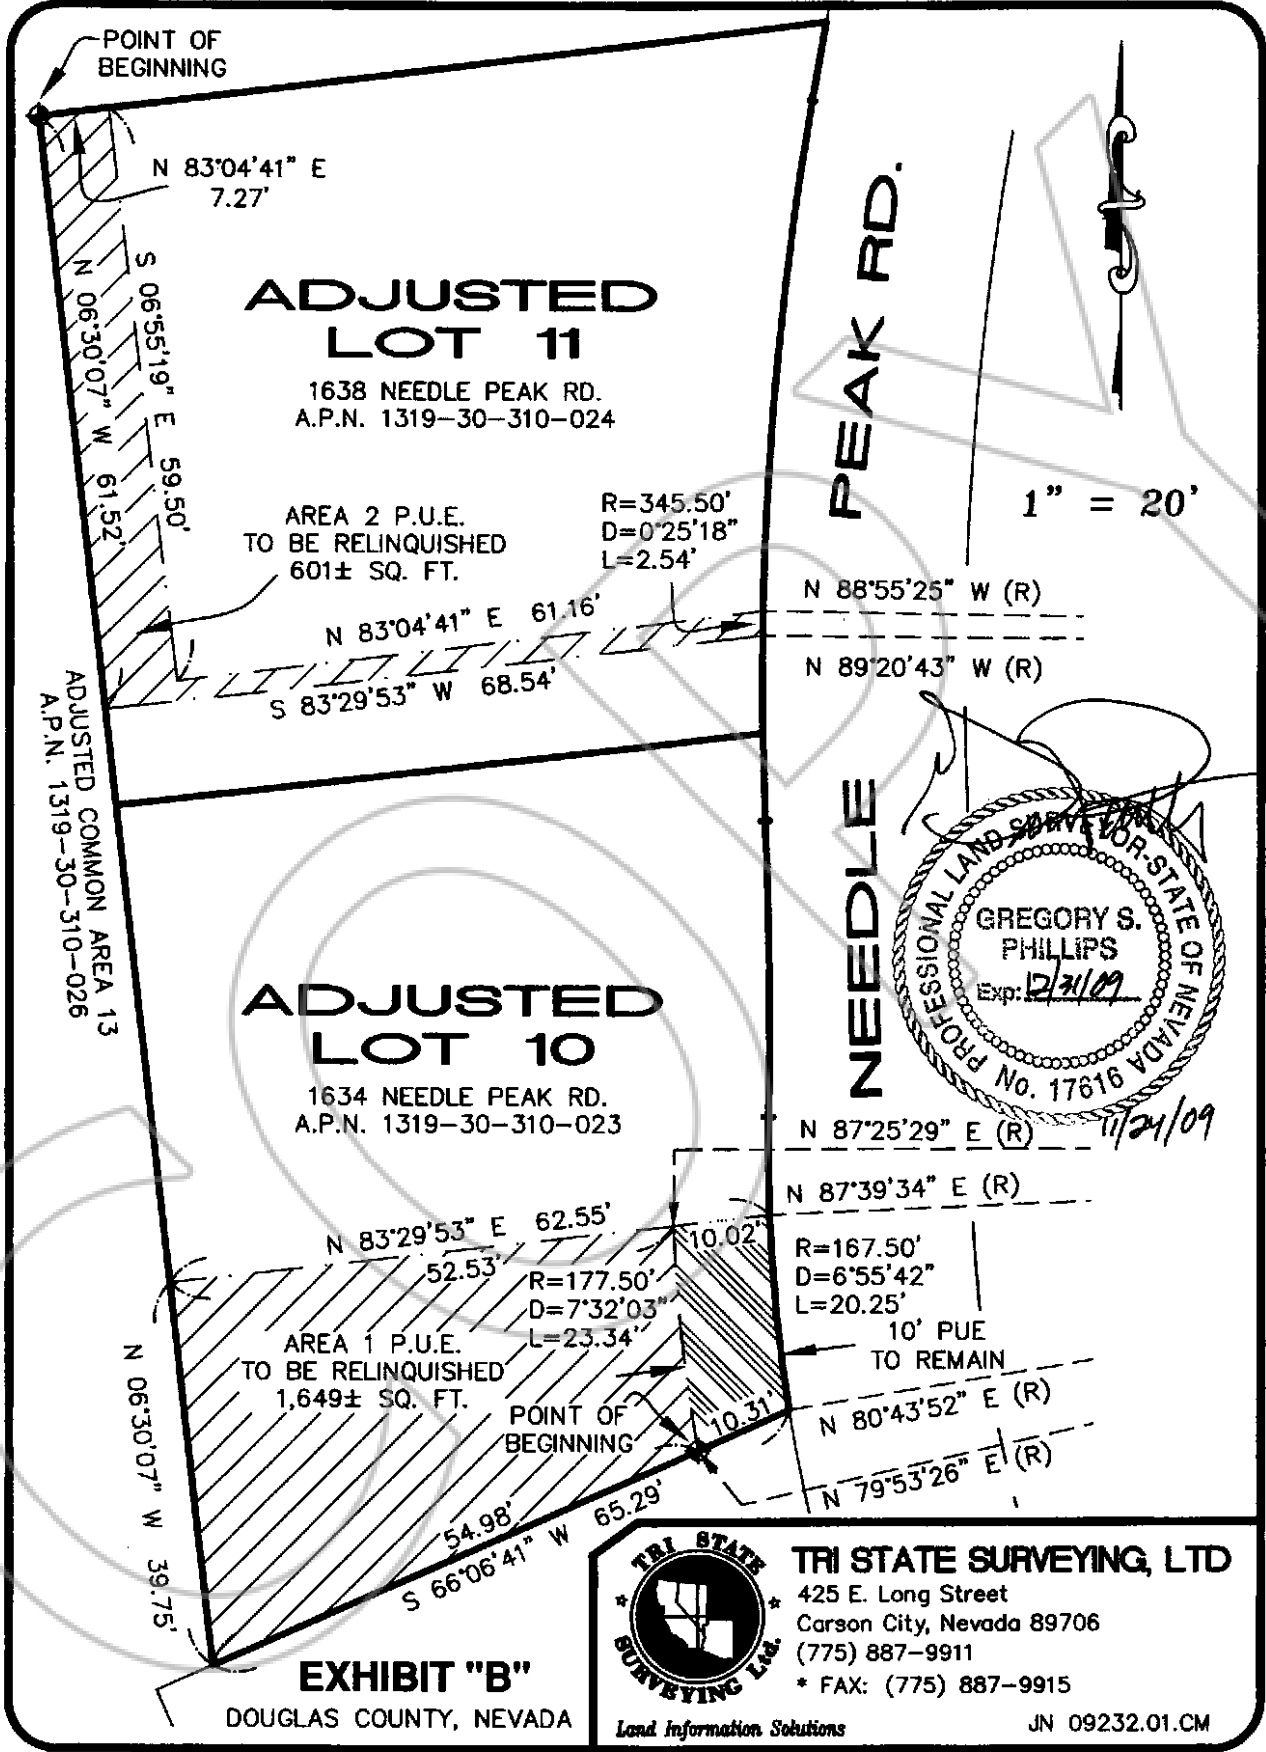 POINT OF
BEGINNING
N 83°04'41" E
7.27'
S 06°55'19" E 59.50'
N 06°30'07" W 61.52'
ADJUSTED
LOT 11
1638 NEEDLE PEAK RD.
A.P.N. 1319-30-310-024
AREA 2 P.U.E.
TO BE RELINQUISHED
601± SQ. FT.
R=345.50'
D=0°25'18"
L=2.54'
N 83°04'41" E 61.16'
S 83°29'53" W 68.54'
NEEDLE PEAK RD.
1" = 20'
N 88°55'25" W (R)
N 89°20'43" W (R)
ADJUSTED COMMON AREA 13
A.P.N. 1319-30-310-026
PROFESSIONAL LAND SURVEYOR-STATE OF NEVADA
GREGORY S.
PHILLIPS
Exp: 12/31/09
No. 17616
11/24/09
ADJUSTED
LOT 10
1634 NEEDLE PEAK RD.
A.P.N. 1319-30-310-023
N 87°25'29" E (R)
N 87°39'34" E (R)
N 83°29'53" E 62.55'
52.53'
10.02'
R=177.50'
D=7°32'03"
L=23.34'
R=167.50'
D=6°55'42"
L=20.25'
10' PUE
TO REMAIN
AREA 1 P.U.E.
TO BE RELINQUISHED
1,649± SQ. FT.
POINT OF
BEGINNING
10.31'
N 80°43'52" E (R)
N 79°53'26" E (R)
N 06°30'07" W 39.75'
54.98'
S 66°06'41" W 65.29'
EXHIBIT "B"
DOUGLAS COUNTY, NEVADA
TRI STATE
SURVEYING Ltd.
Land Information Solutions
TRI STATE SURVEYING, LTD
425 E. Long Street
Carson City, Nevada 89706
(775) 887-9911
* FAX: (775) 887-9915
JN 09232.01.CM
COPY